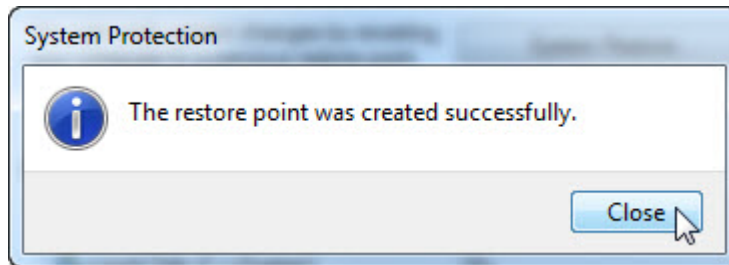 System Protection
The restore point was created successfully.
Close